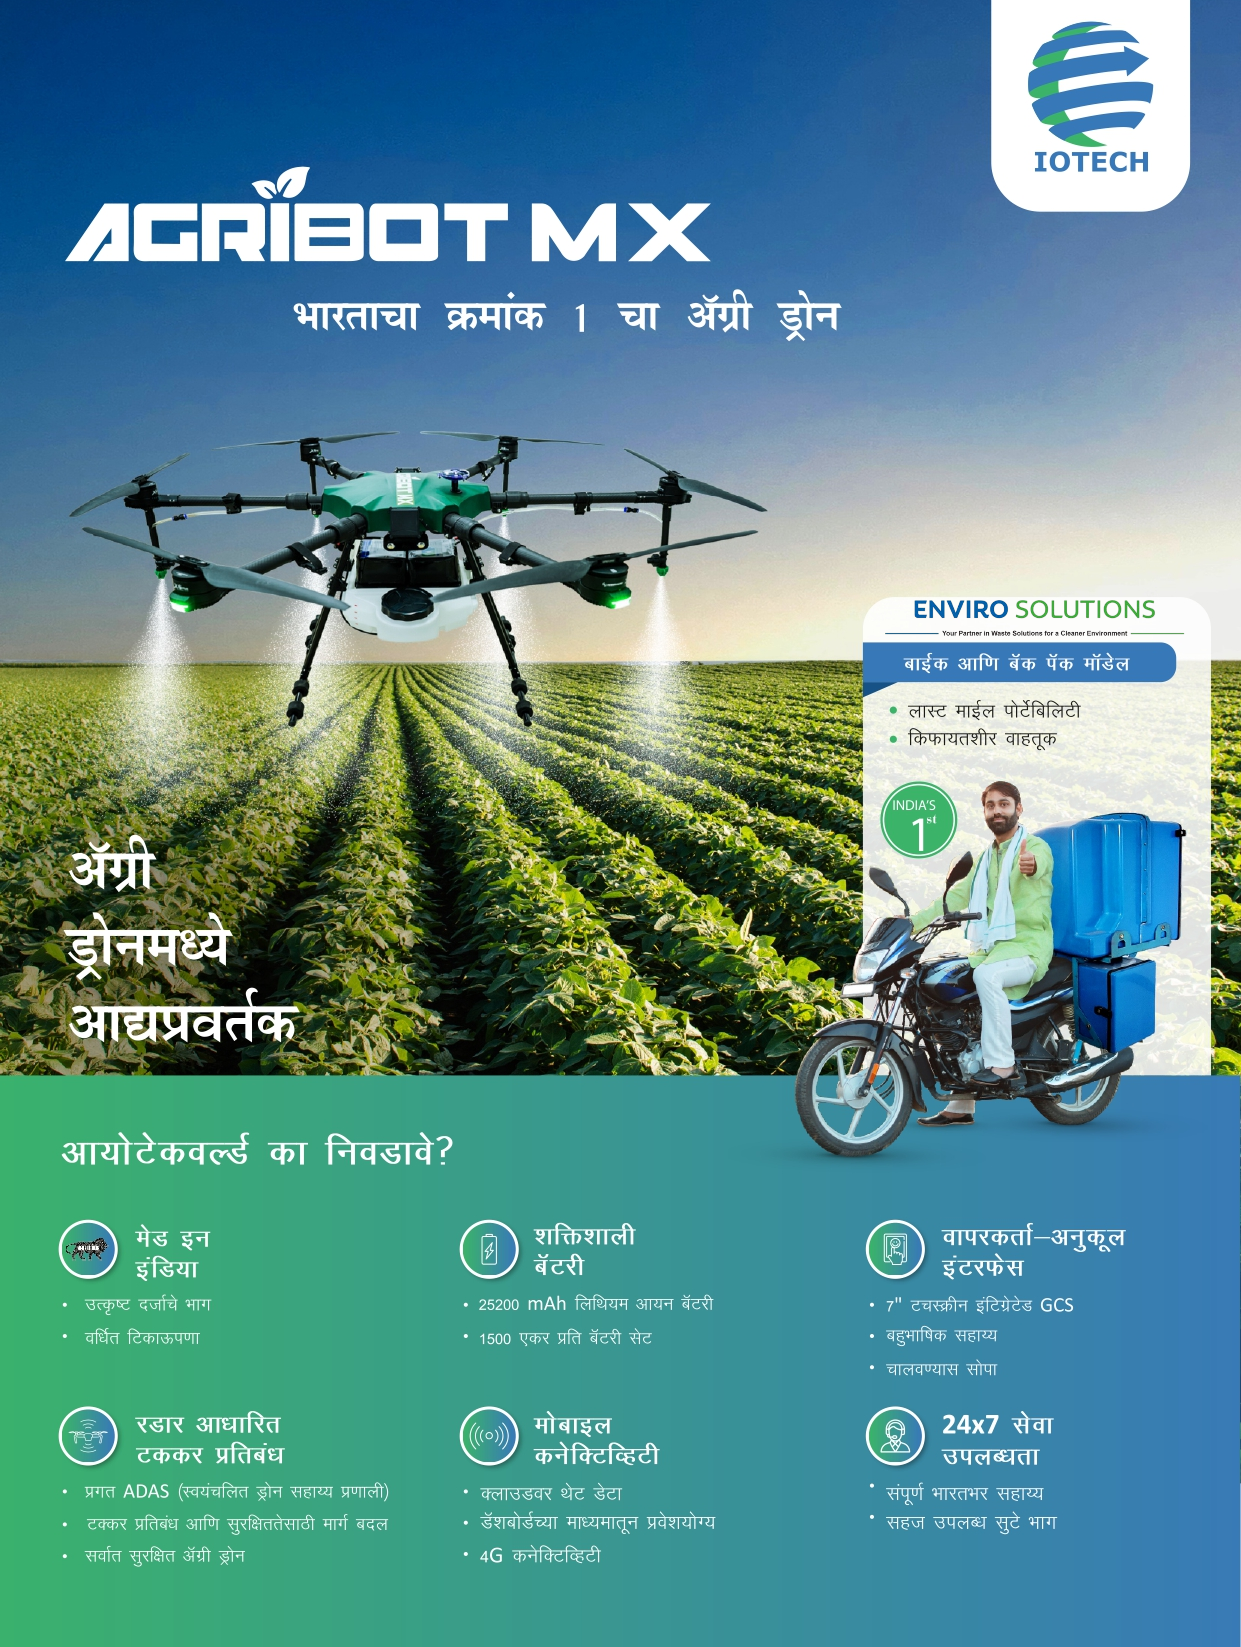 IOTECH
AGRIBOT MX
भारताचा क्रमांक 1 चा ॲग्री ड्रोन
AGRIBOT MX
ENVIRO SOLUTIONS
Your Partner in Waste Solutions for a Cleaner Environment
बाईक आणि बॅक पॅक मॉडेल
लास्ट माईल पोर्टेबिलिटी
किफायतशीर वाहतूक
INDIA'S
1st
ॲग्री
ड्रोनमध्ये
आद्यप्रवर्तक
आयोटेकवर्ल्ड का निवडावे?
मेड इन
इंडिया
• उत्कृष्ट दर्जाचे भाग
• वर्धित टिकाऊपणा
शक्तिशाली
बॅटरी
• 25200 mAh लिथियम आयन बॅटरी
• 1500 एकर प्रति बॅटरी सेट
वापरकर्ता–अनुकूल
इंटरफेस
• 7" टचस्क्रीन इंटिग्रेटेड GCS
• बहुभाषिक सहाय्य
• चालवण्यास सोपा
रडार आधारित
टककर प्रतिबंध
• प्रगत ADAS (स्वयंचलित ड्रोन सहाय्य प्रणाली)
• टक्कर प्रतिबंध आणि सुरक्षिततेसाठी मार्ग बदल
• सर्वात सुरक्षित ॲग्री ड्रोन
मोबाइल
कनेक्टिव्हिटी
• क्लाउडवर थेट डेटा
• डॅशबोर्डच्या माध्यमातून प्रवेशयोग्य
• 4G कनेक्टिव्हिटी
24x7 सेवा
उपलब्धता
• संपूर्ण भारतभर सहाय्य
• सहज उपलब्ध सुटे भाग